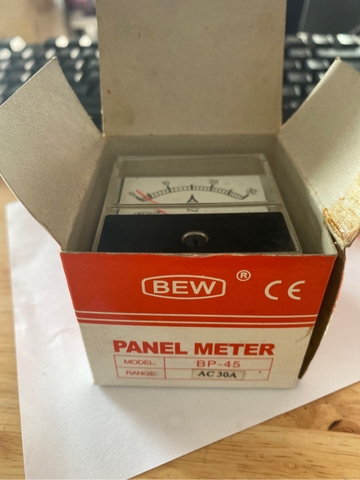 A
BEW ® CE
PANEL METER
MODEL: BP-45
RANGE: AC 30A